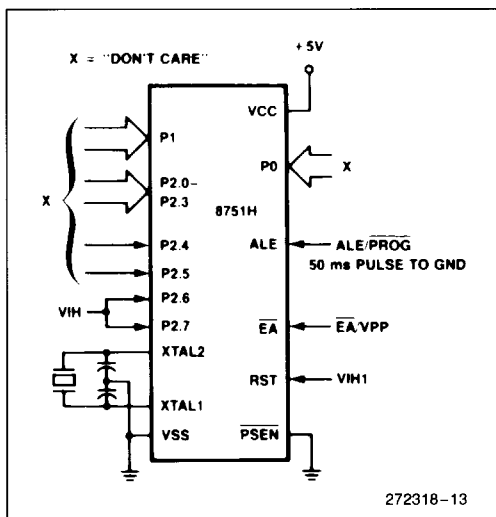 X = "DON'T CARE"
+ 5V
VCC
P1
P0
X
X
P2.0–
P2.3
8751H
P2.4
ALE
ALE/PROG
50 ms PULSE TO GND
P2.5
VIH
P2.6
P2.7
EA
EA/VPP
XTAL2
RST
VIH1
XTAL1
VSS
PSEN
272318–13